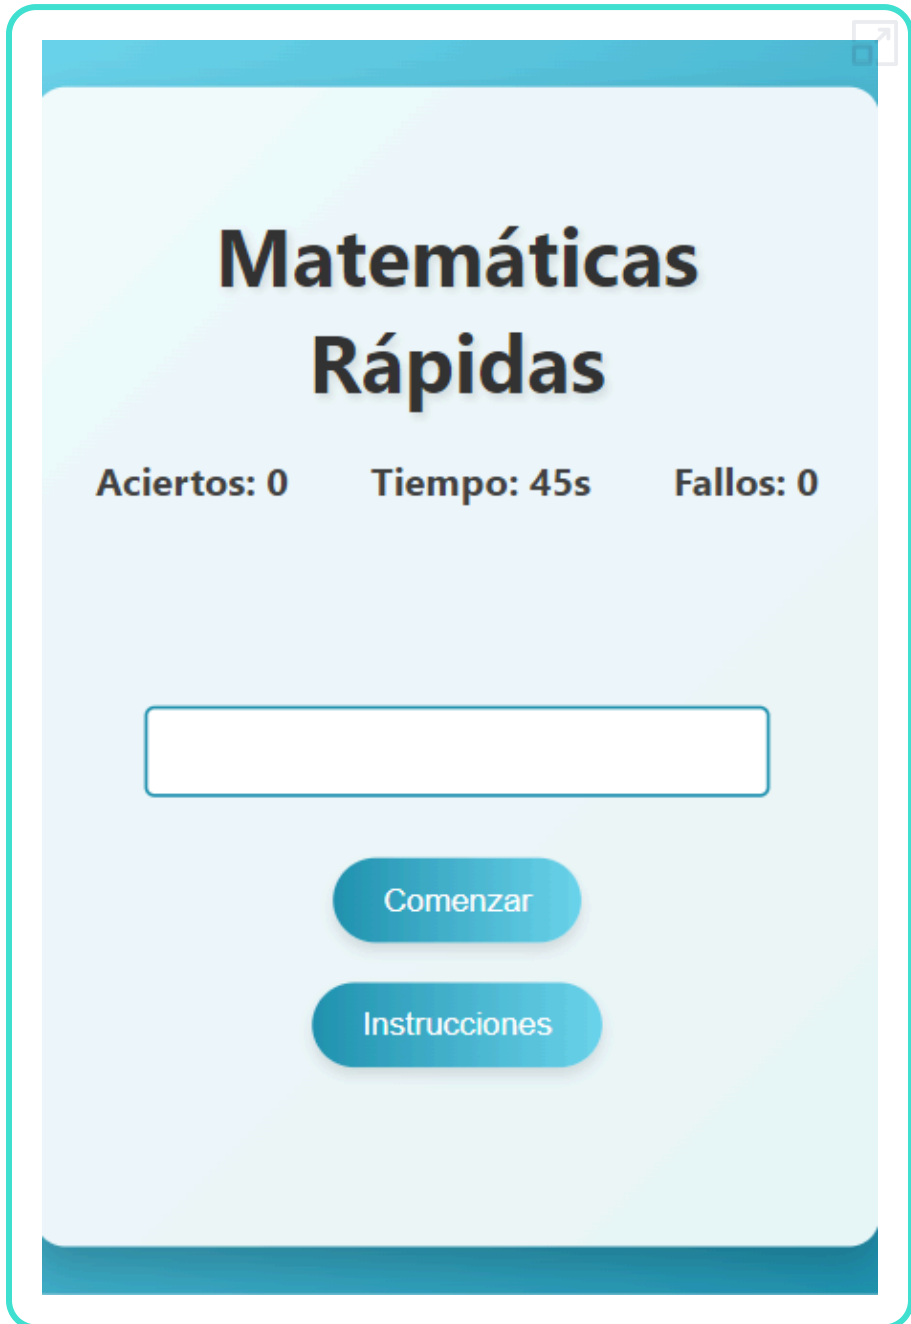 Matemáticas
Rápidas
Aciertos: 0 Tiempo: 45s Fallos: 0
Comenzar
Instrucciones